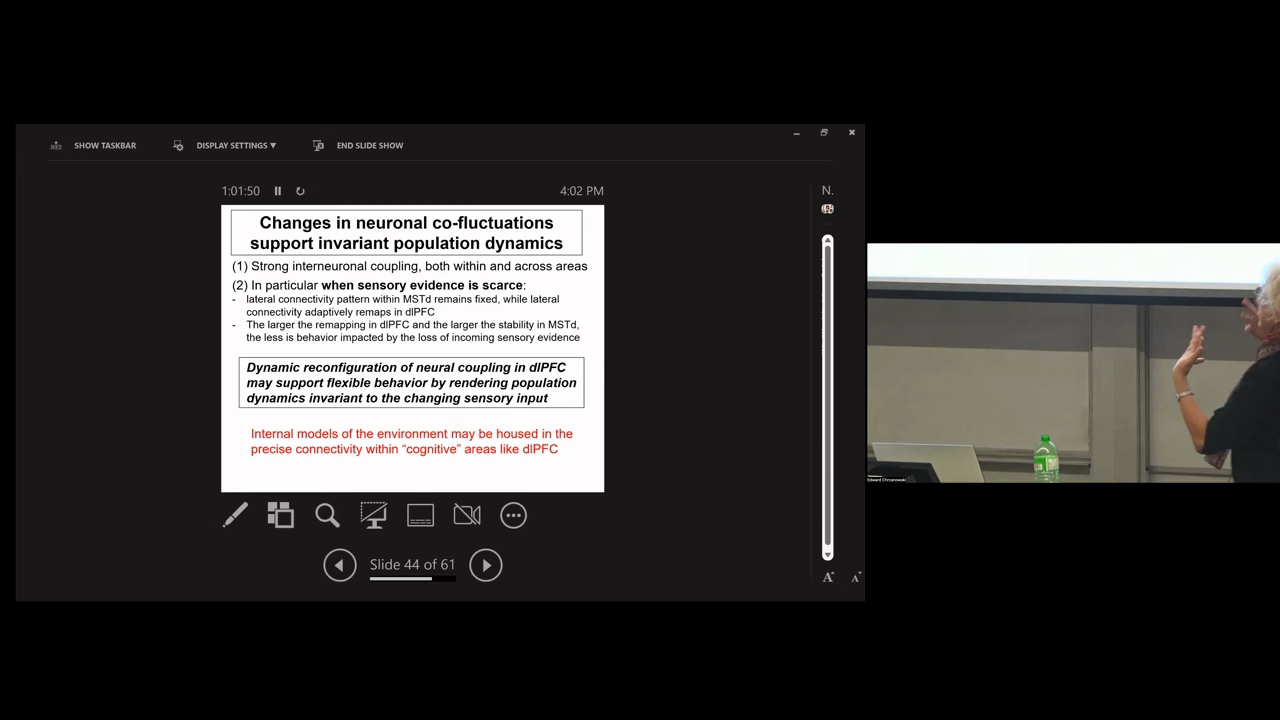 SHOW TASKBAR
DISPLAY SETTINGS ▼
END SLIDE SHOW
1:01:50
4:02 PM
N.
Changes in neuronal co-fluctuations
support invariant population dynamics
(1) Strong interneuronal coupling, both within and across areas
(2) In particular when sensory evidence is scarce:
- lateral connectivity pattern within MSTd remains fixed, while lateral
connectivity adaptively remaps in dlPFC
- The larger the remapping in dlPFC and the larger the stability in MSTd,
the less is behavior impacted by the loss of incoming sensory evidence
Dynamic reconfiguration of neural coupling in dlPFC
may support flexible behavior by rendering population
dynamics invariant to the changing sensory input
Internal models of the environment may be housed in the
precise connectivity within “cognitive” areas like dlPFC
Slide 44 of 61
A
A
Edward Chrzanowski